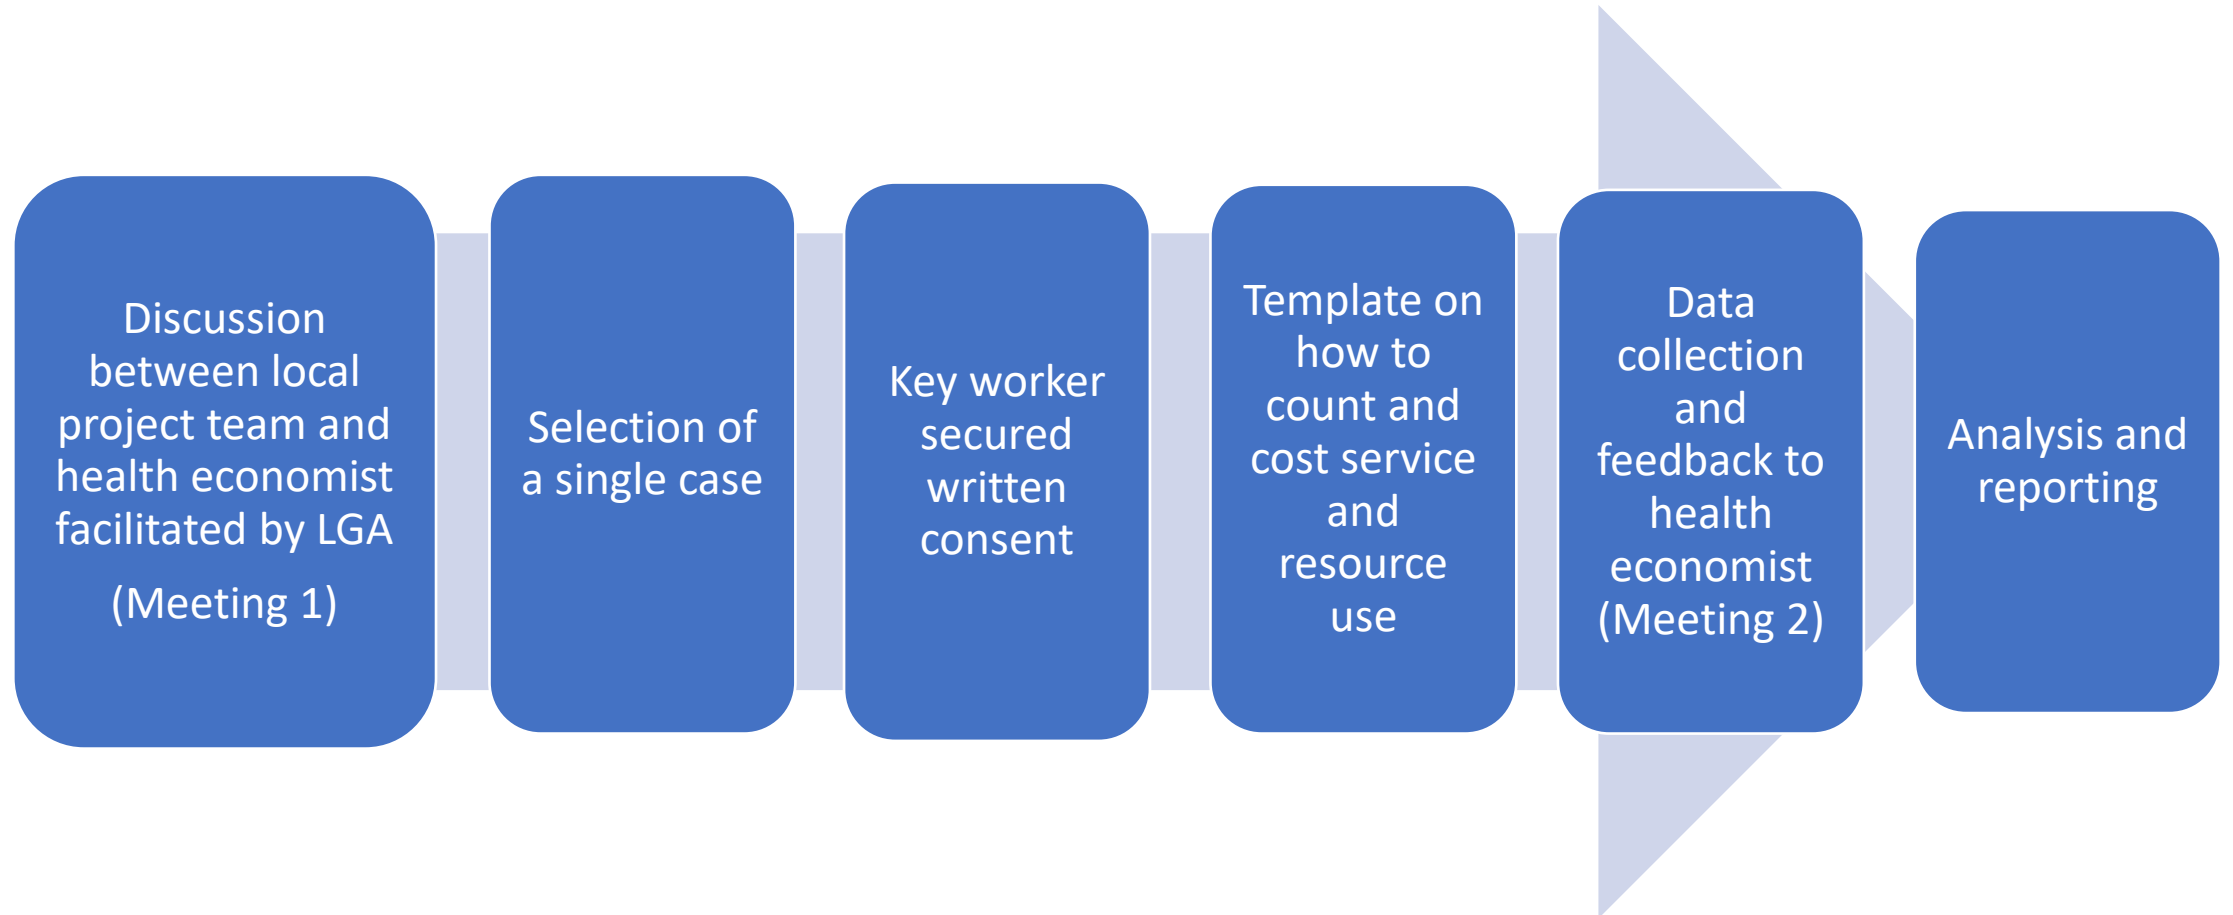 Discussion
between local
project team and
health economist
facilitated by LGA
(Meeting 1)
Selection of
a single case
Key worker
secured
written
consent
Template on
how to
count and
cost service
and
resource
use
Data
collection
and
feedback to
health
economist
(Meeting 2)
Analysis and
reporting